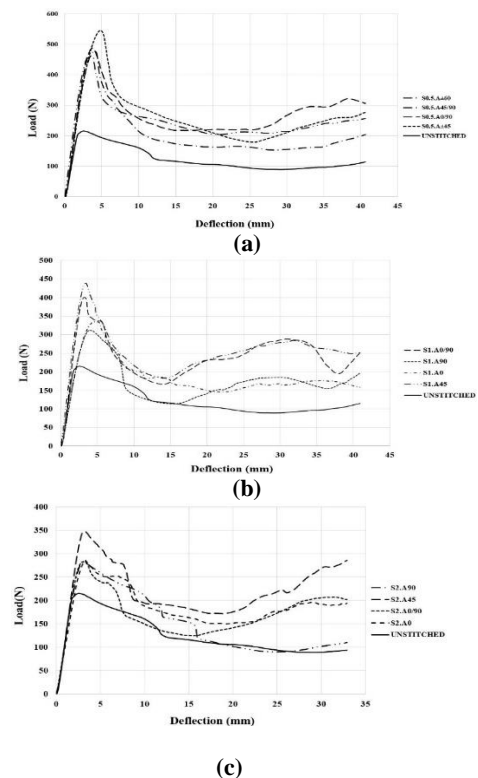 600
500
400
300
200
100
0
Load (N)
0 5 10 15 20 25 30 35 40 45
Deflection (mm)
S0.5.A45/90
S0.5.A0/90
S0.5.A±45
UNSTITCHED
(a)
500
450
400
350
300
250
200
150
100
50
0
Load (N)
0 5 10 15 20 25 30 35 40 45
Deflection (mm)
S1.A0/90
S1.A90
S1.A0
S1.A45
UNSTITCHED
(b)
400
350
300
250
200
150
100
50
0
Load(N)
0 5 10 15 20 25 30 35
Deflection (mm)
S2.A90
S2.A45
S2.A0/90
S2.A0
UNSTITCHED
(c)